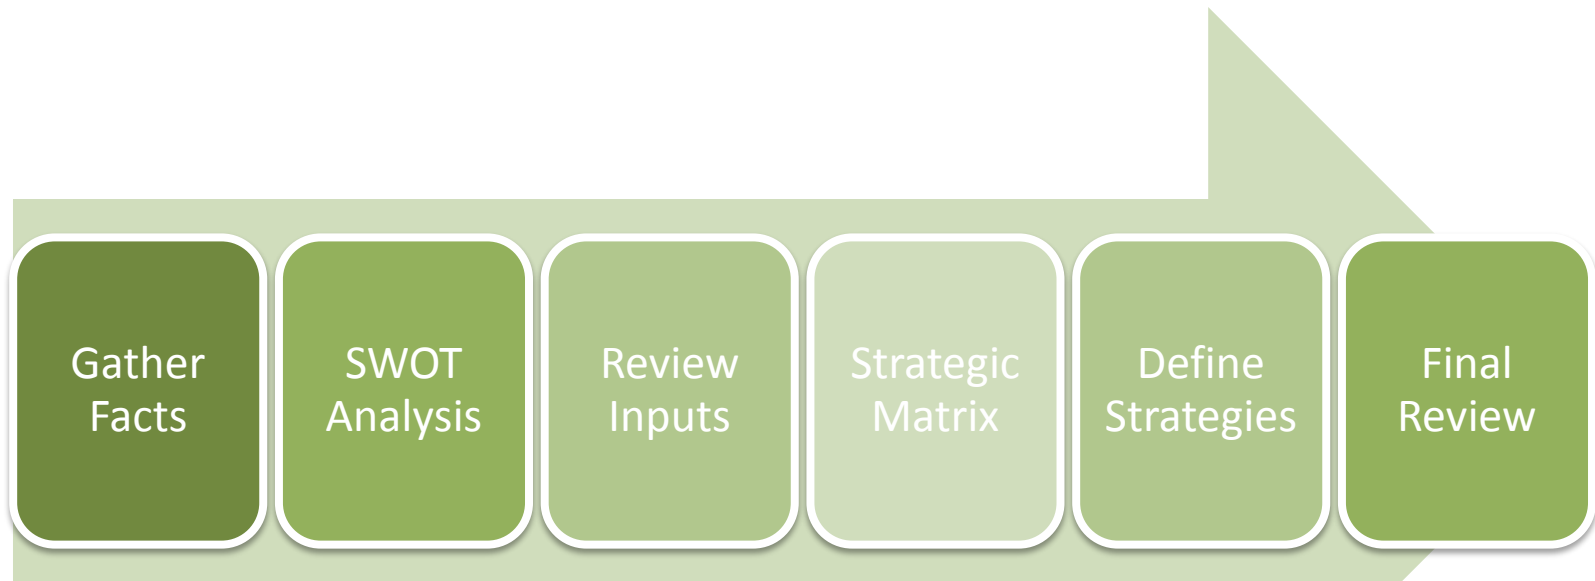 Gather
Facts
SWOT
Analysis
Review
Inputs
Strategic
Matrix
Define
Strategies
Final
Review